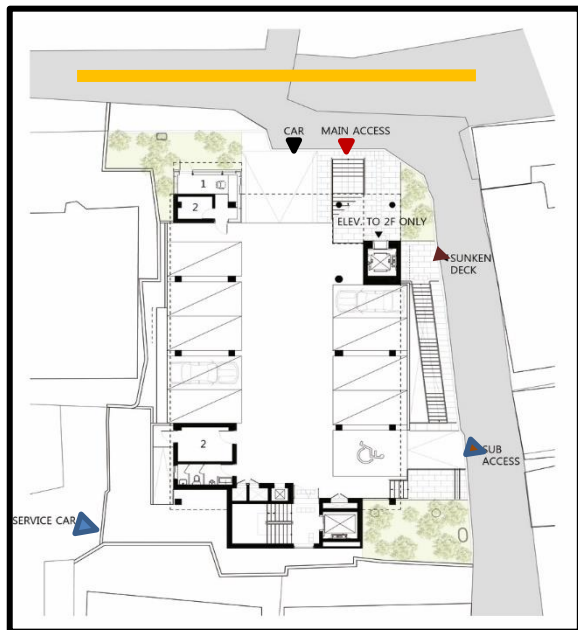 CAR
MAIN ACCESS
1
2
ELEV. TO 2F ONLY
SUNKEN
DECK
2
SUB
ACCESS
SERVICE CAR